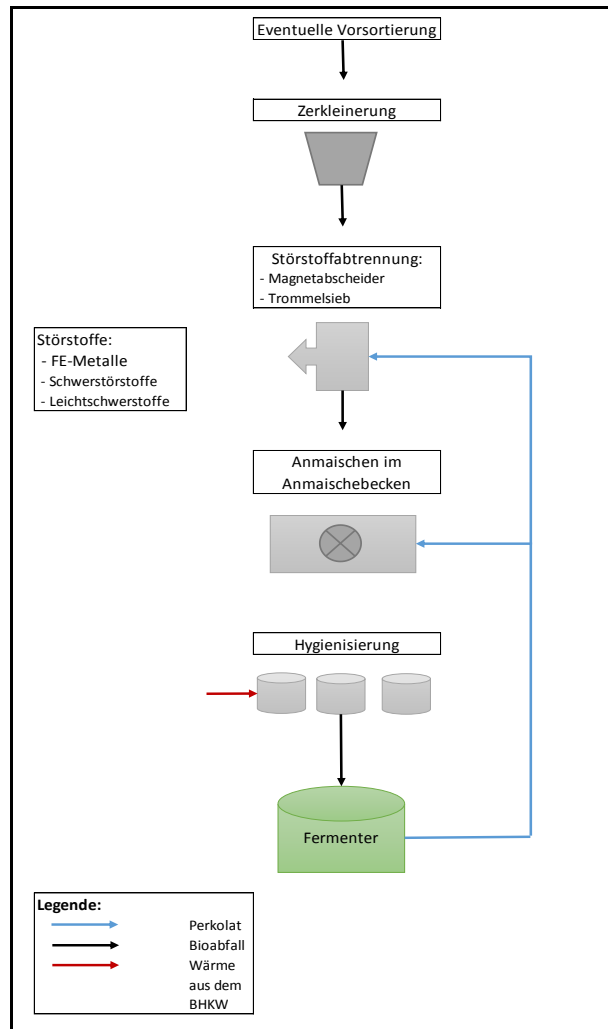 Eventuelle Vorsortierung
Zerkleinerung
Störstoffabtrennung:
- Magnetabscheider
- Trommelsieb
Störstoffe:
- FE-Metalle
- Schwerstörstoffe
- Leichtschwerstoffe
Anmaischen im
Anmaischebecken
Hygienisierung
Fermenter
Legende:
Perkolat
Bioabfall
Wärme
aus dem
BHKW